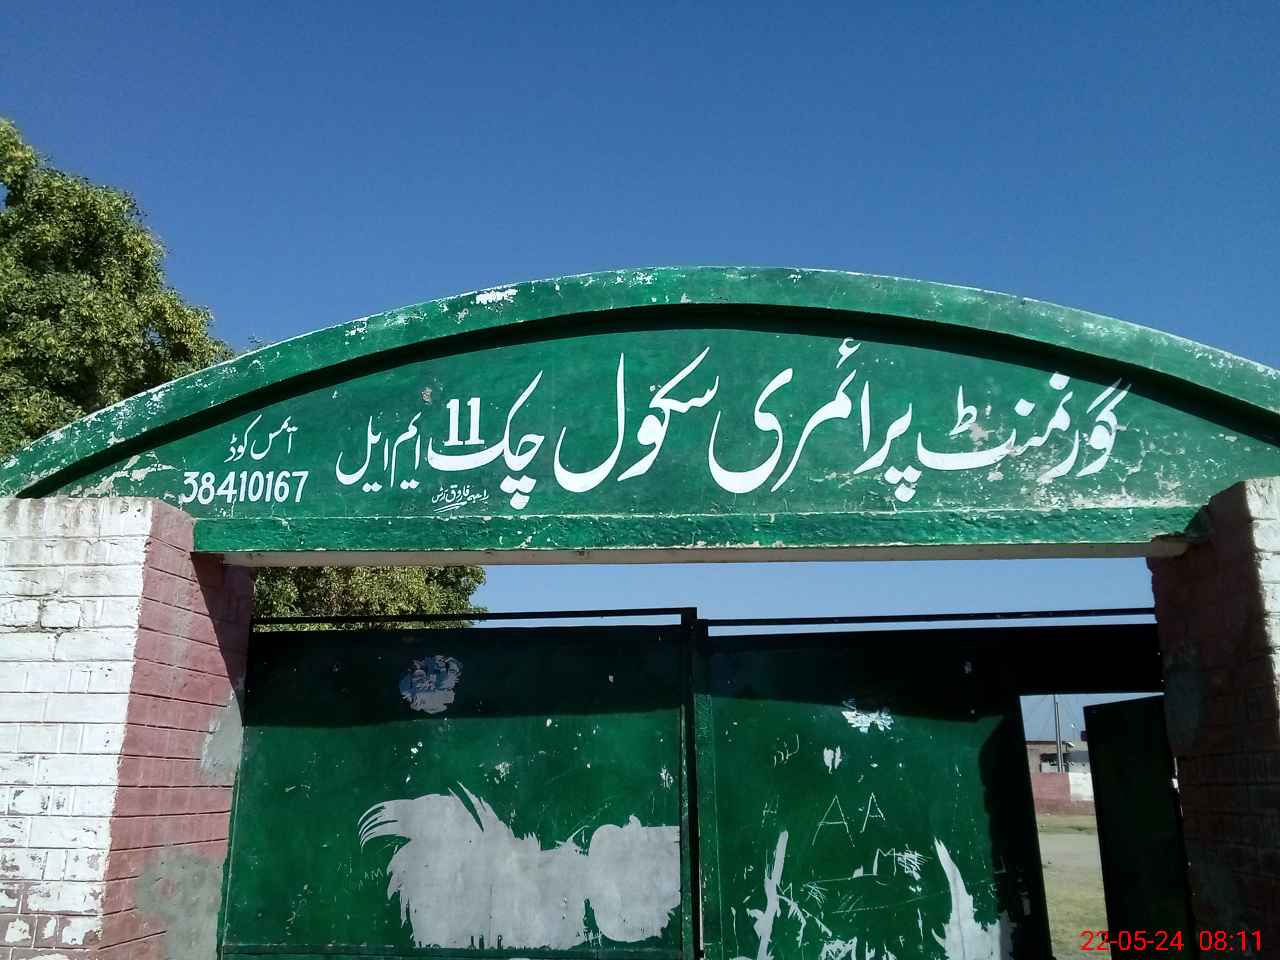 گورنمنٹ پرائمری سکول چک 11 ایم ایل
ایمس کوڈ
38410167
A A
M
22-05-24 08:11